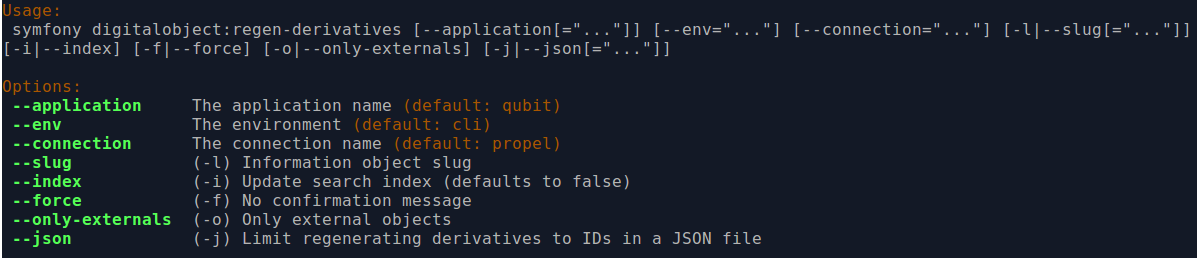 Usage:
 symfony digitalobject:regen-derivatives [--application[="..."]] [--env="..."] [--connection="..."] [-l|--slug[="..."]]
[-i|--index] [-f|--force] [-o|--only-externals] [-j|--json[="..."]]

Options:
 --application     The application name (default: qubit)
 --env             The environment (default: cli)
 --connection      The connection name (default: propel)
 --slug            (-l) Information object slug
 --index           (-i) Update search index (defaults to false)
 --force           (-f) No confirmation message
 --only-externals  (-o) Only external objects
 --json            (-j) Limit regenerating derivatives to IDs in a JSON file